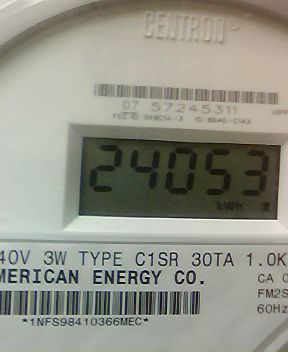 CENTRON®
07 57245311
24053
kWh
40V 3W TYPE C1SR 30TA 1.0K
MERICAN ENERGY CO.
CA
FM2S
60Hz
*1NFS98410366MEC*